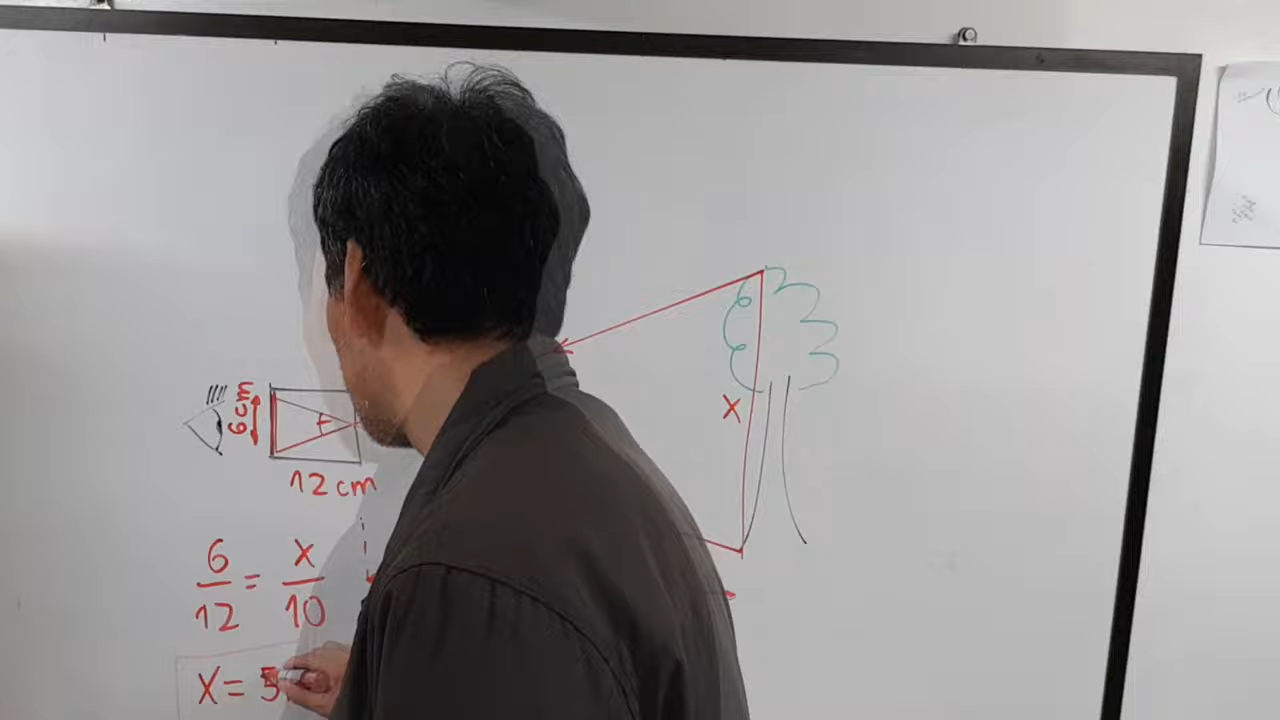 6cm
12 cm
X
6/12 = X/10
X = 5